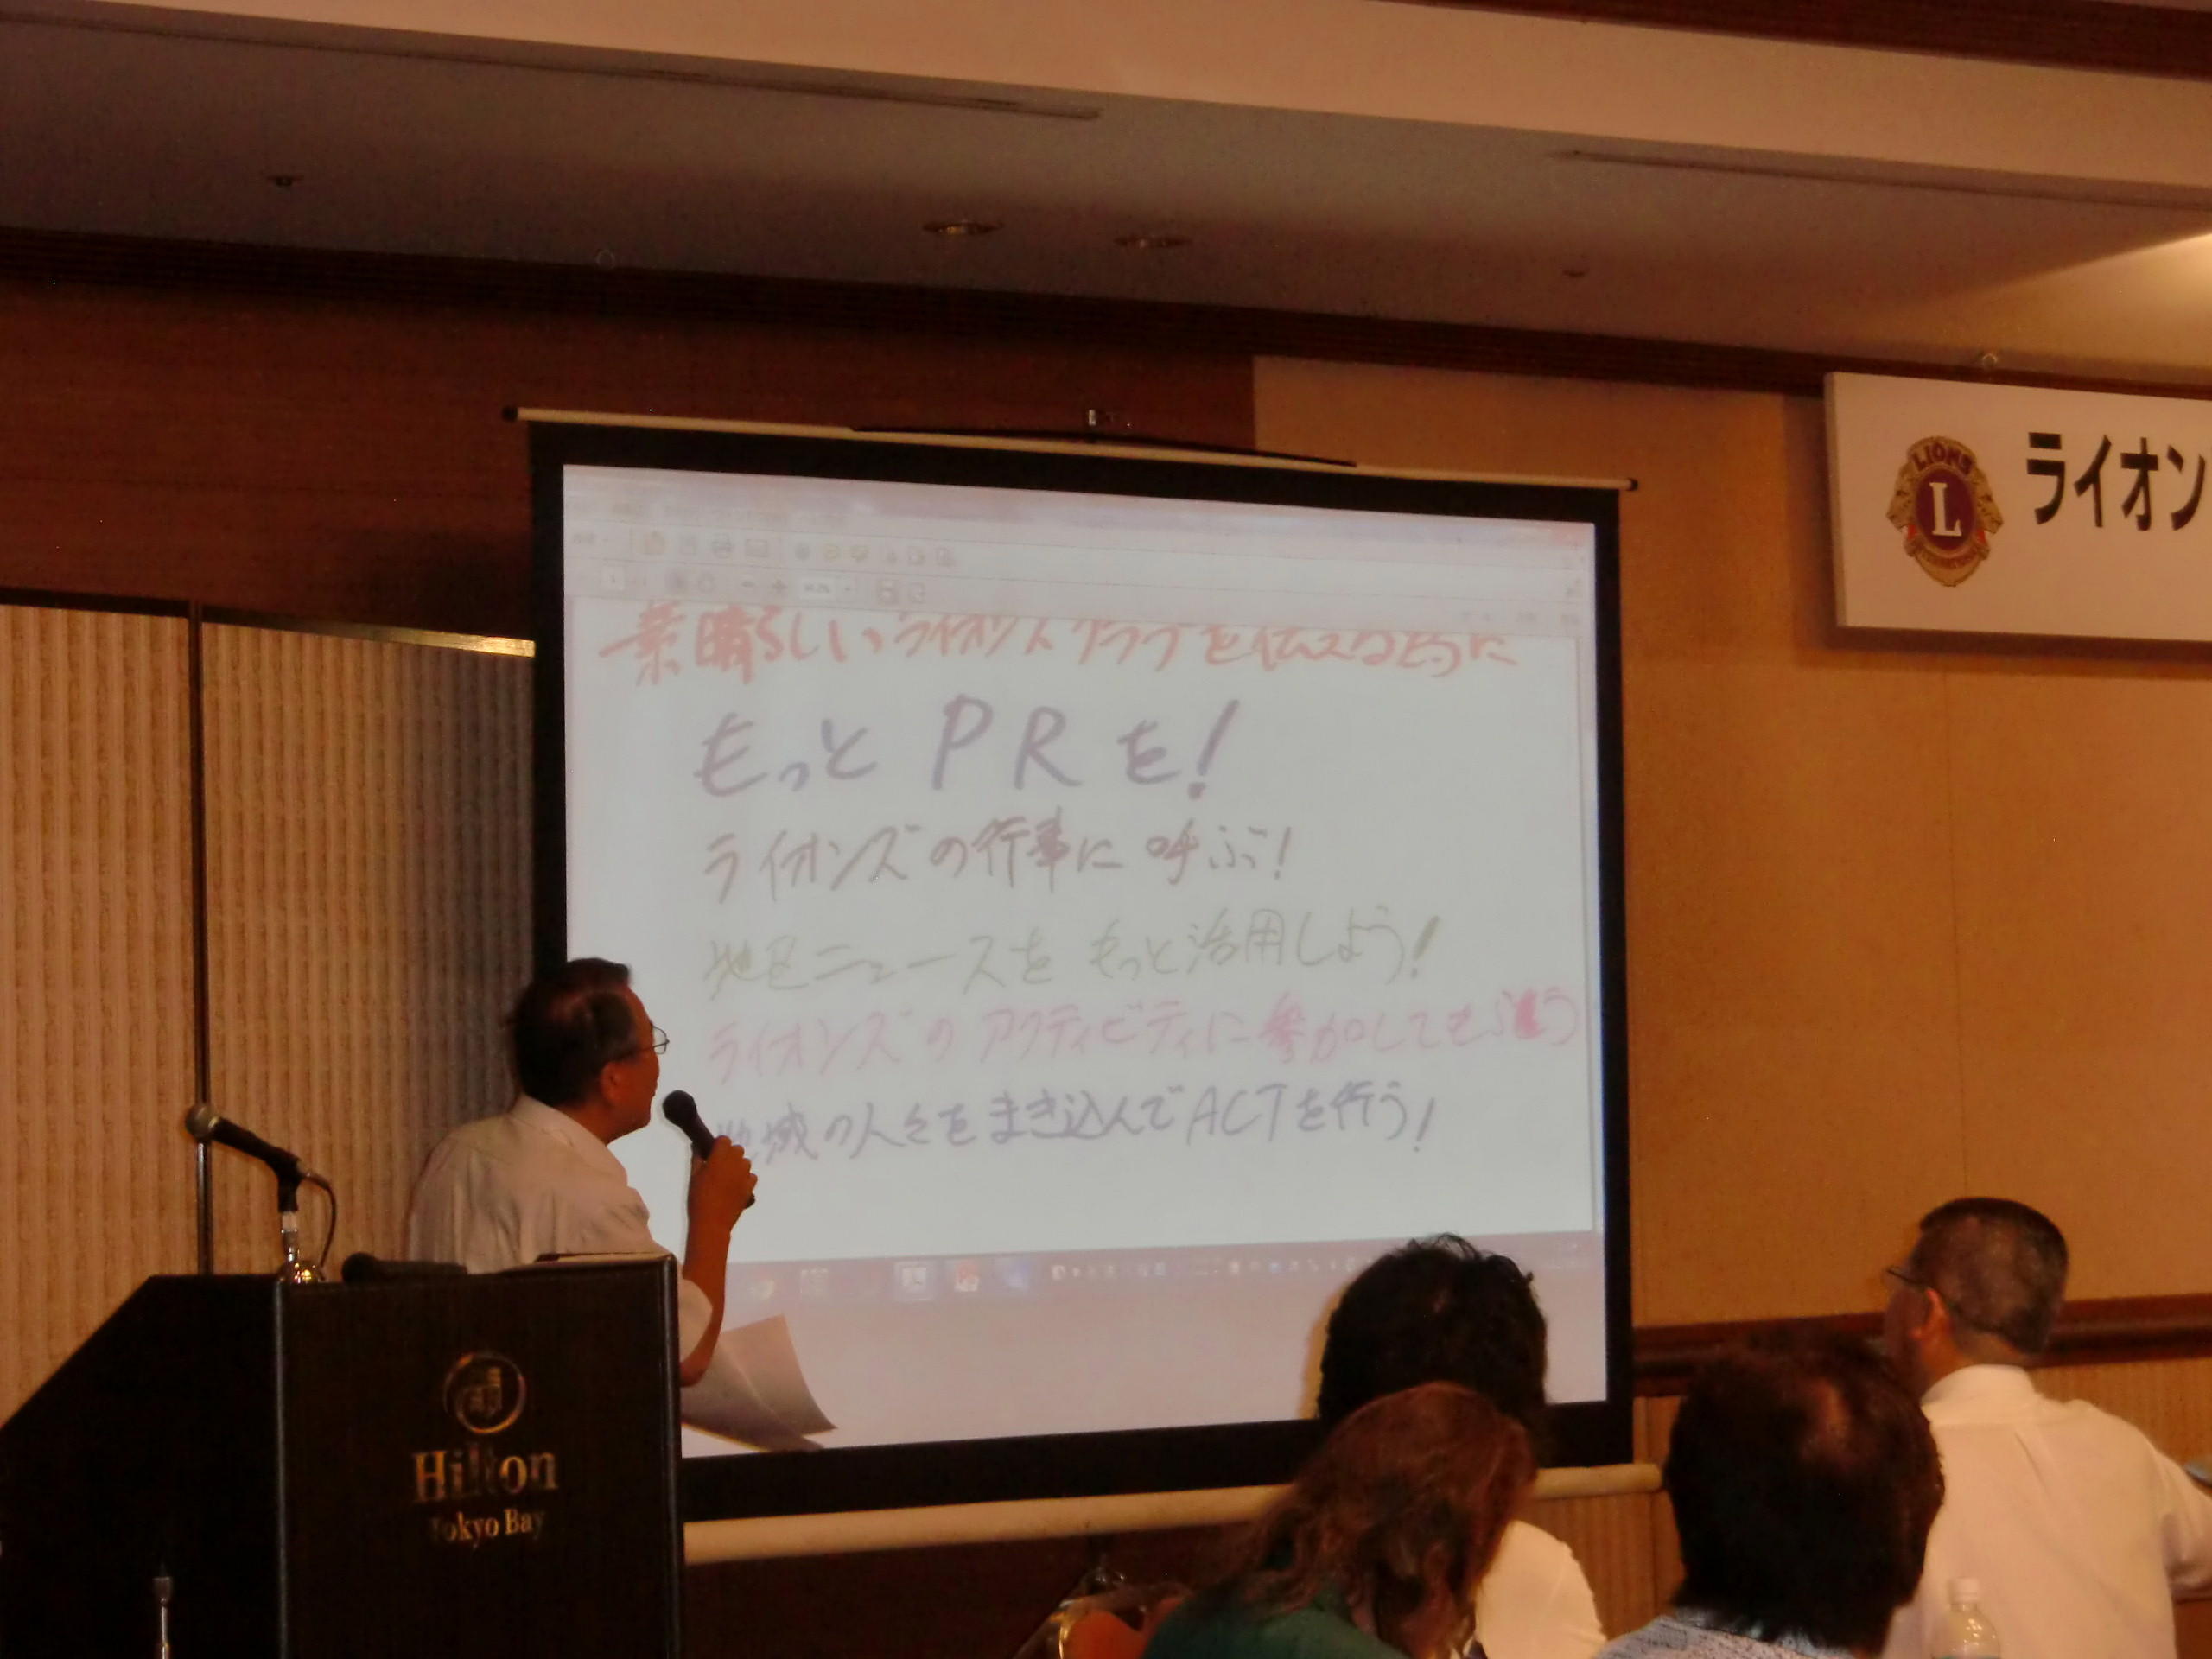 素晴らしいライオンズクラブを伝える為に
もっとPRを!
ライオンズの行事に呼ぶ!
地区ニュースをもっと活用しよう!
ライオンズのアクティビティに参加してもらう
地域の人々をまき込んでACTを行う!
LIONS
L
ライオン
Hilton
Tokyo Bay